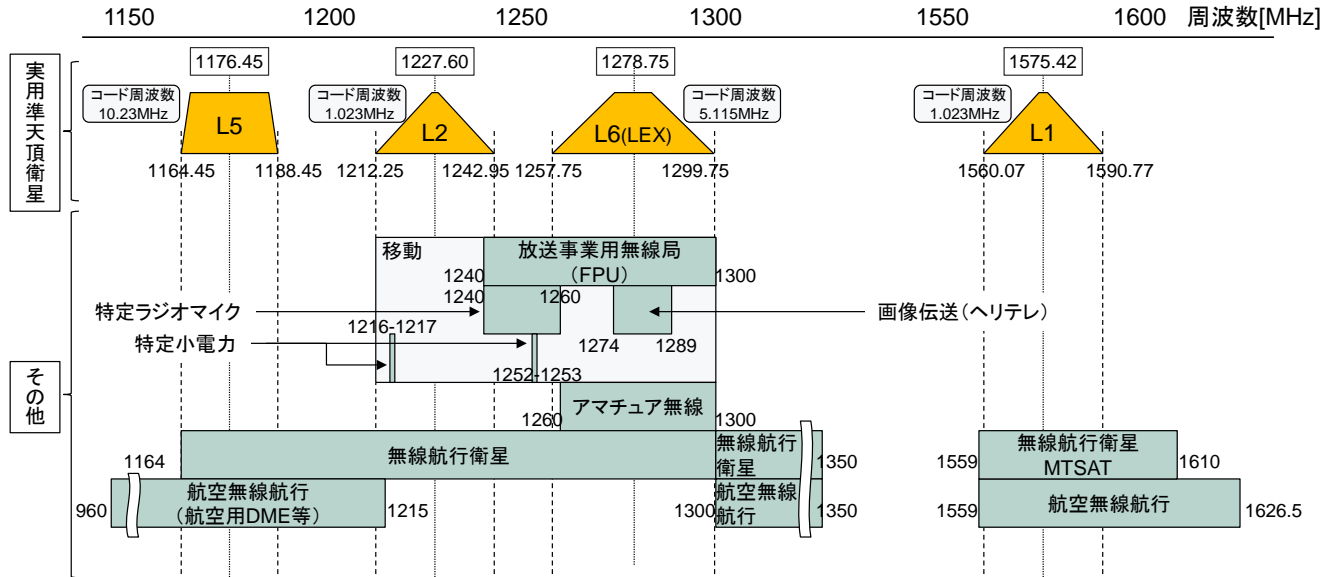 1150 1200 1250 1300 1550 1600 周波数[MHz]
実用準天頂衛星
1176.45 1227.60 1278.75 1575.42
コード周波数
10.23MHz
L5
コード周波数
1.023MHz
L2
L6(LEX)
コード周波数
5.115MHz
コード周波数
1.023MHz
L1
1164.45 1188.45 1212.25 1242.95 1257.75 1299.75 1560.07 1590.77
その他
移動
放送事業用無線局
(FPU)
1240 1300
1240 1260
特定ラジオマイク
画像伝送(ヘリテレ)
1216-1217
特定小電力
1274 1289
1252-1253
アマチュア無線
1260 1300
1164
無線航行衛星
無線航行
衛星
1350
1559
無線航行衛星
MTSAT
1610
960
航空無線航行
(航空用DME等)
1215
1300
航空無線
航行
1350
1559
航空無線航行
1626.5